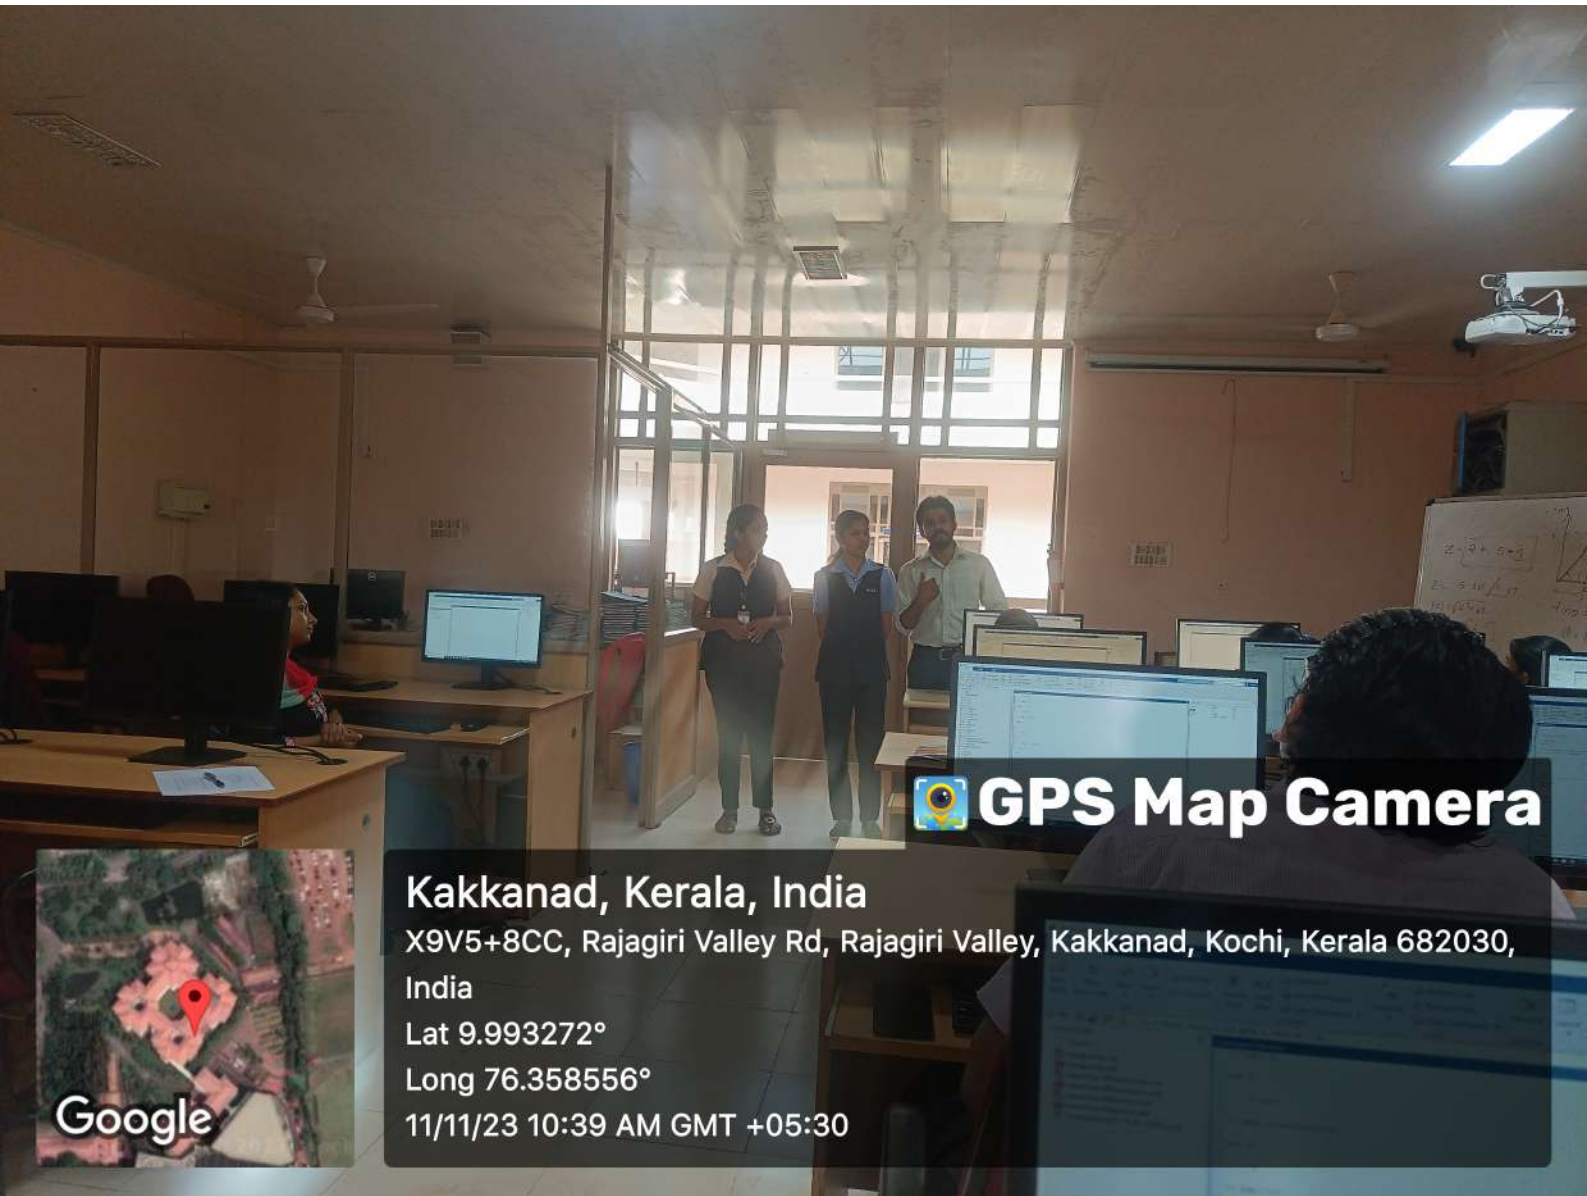 GPS Map Camera
Kakkanad, Kerala, India
X9V5+8CC, Rajagiri Valley Rd, Rajagiri Valley, Kakkanad, Kochi, Kerala 682030,
India
Lat 9.993272°
Long 76.358556°
11/11/23 10:39 AM GMT +05:30
Google